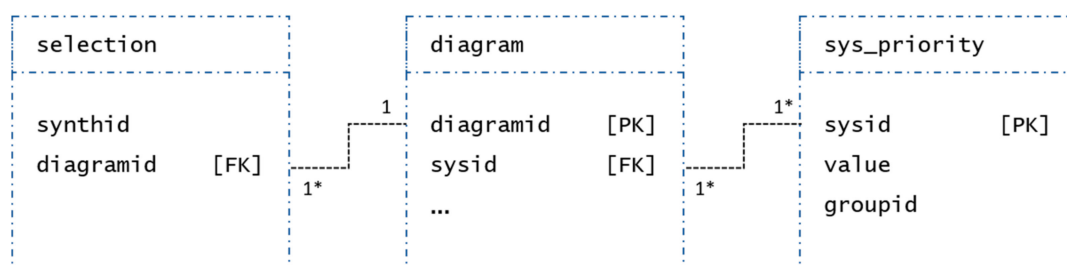 selection
synthid
diagramid [FK]
1*
1
diagram
diagramid [PK]
sysid [FK]
...
1*
1*
sys_priority
sysid [PK]
value
groupid